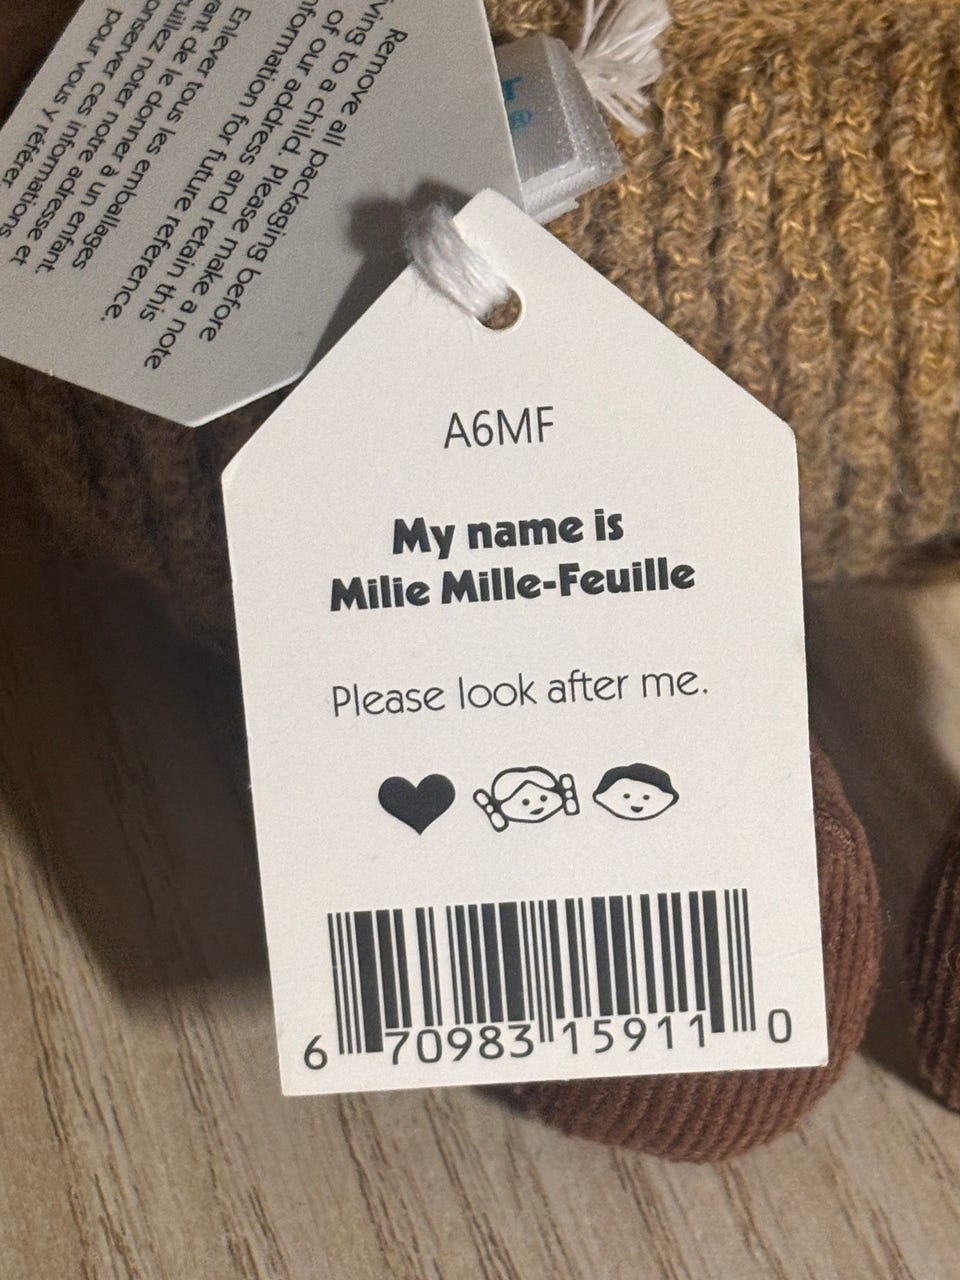 Remove all packaging before
ving to a child. Please make a note
of our address and retain this
nformation for future reference.
Enlever tous les emballages
vant de le donner à un enfant.
uillez noter notre adresse et
onserver ces informations
pour vous y référer.
A6MF
My name is
Milie Mille-Feuille
Please look after me.
6 70983 15911 0